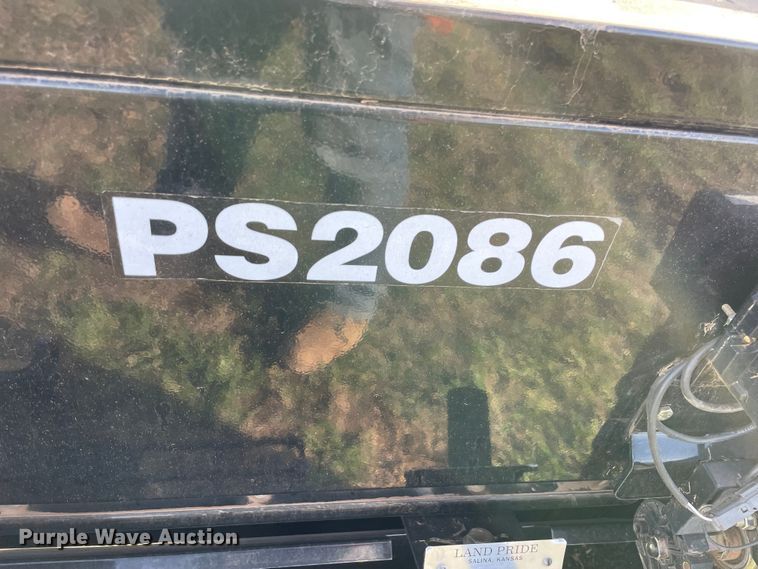 PS2086
LAND PRIDE
SALINA, KANSAS
Purple Wave Auction